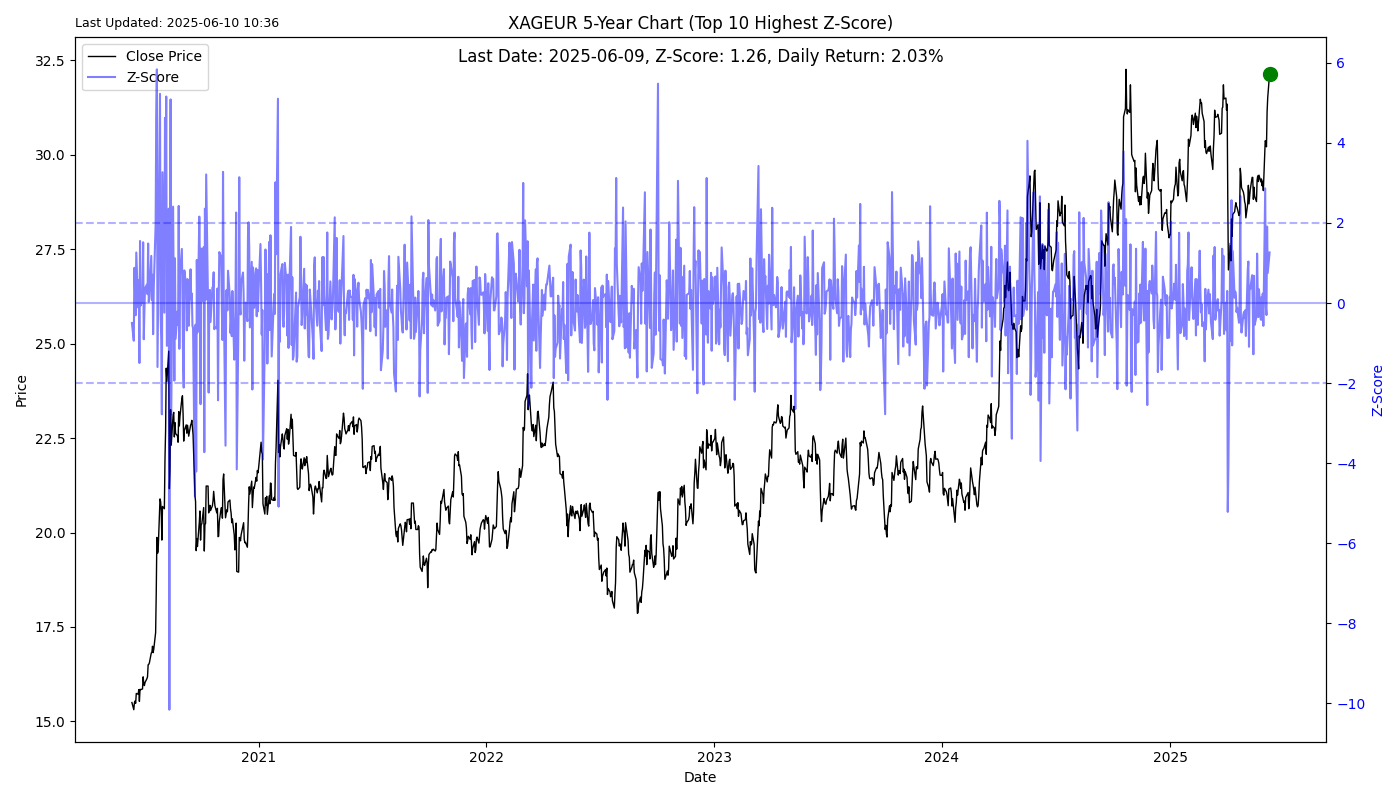 Last Updated: 2025-06-10 10:36
XAGEUR 5-Year Chart (Top 10 Highest Z-Score)
Last Date: 2025-06-09, Z-Score: 1.26, Daily Return: 2.03%
Close Price
Z-Score
32.5
30.0
27.5
25.0
22.5
20.0
17.5
15.0
Price
6
4
2
0
−2
−4
−6
−8
−10
Z-Score
2021
2022
2023
2024
2025
Date